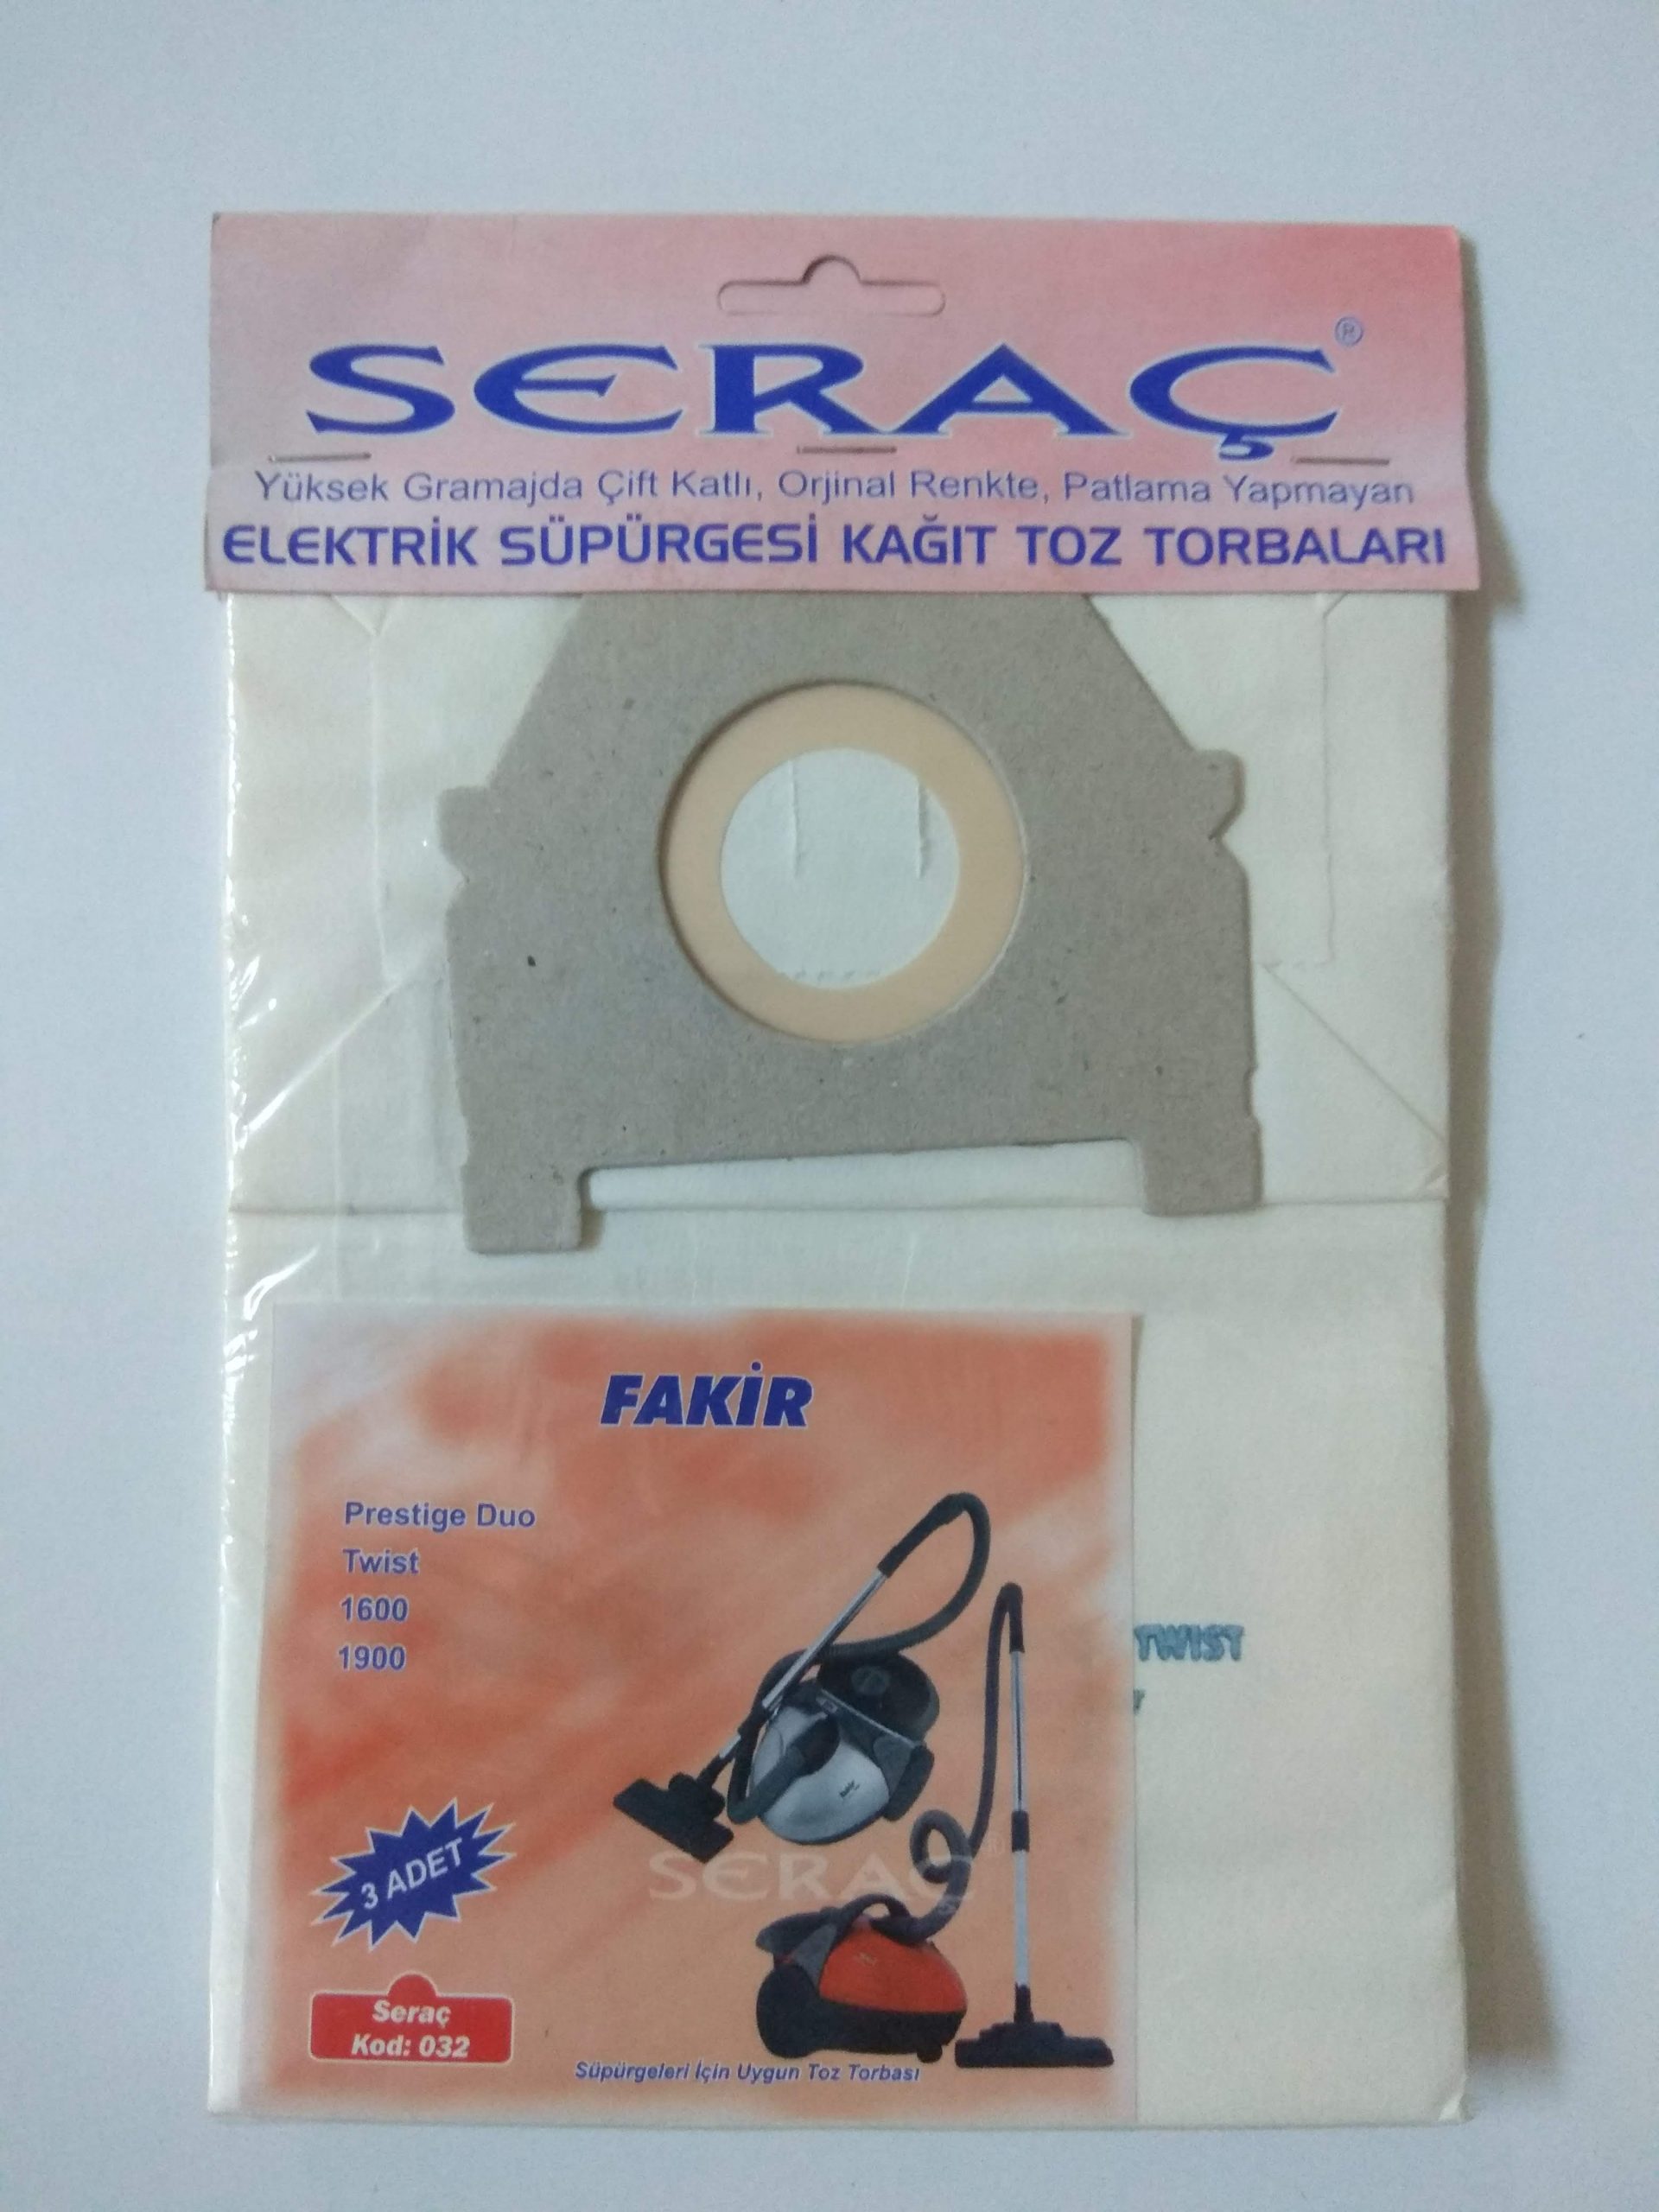 SERAÇ®
Yüksek Gramajda Çift Katlı, Orjinal Renkte, Patlama Yapmayan
ELEKTRİK SÜPÜRGESİ KAĞIT TOZ TORBALARI
FAKİR
Prestige Duo
Twist
1600
1900
TWIST
3 ADET
SERAÇ®
Seraç
Kod: 032
Süpürgeleri İçin Uygun Toz Torbası